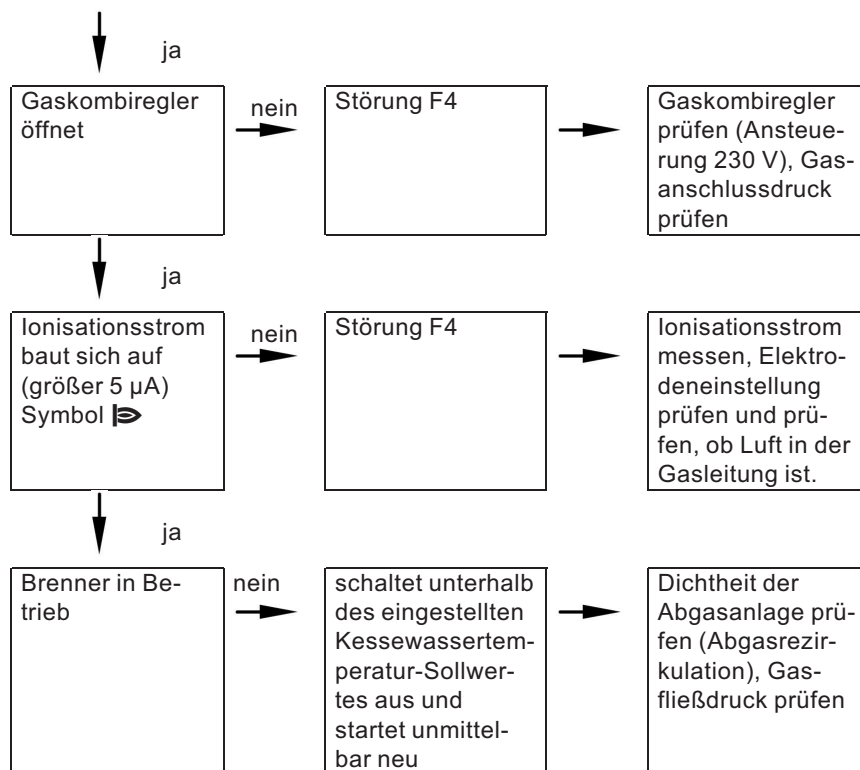 ja
Gaskombiregler
öffnet
nein
Störung F4
Gaskombiregler
prüfen (Ansteue-
rung 230 V), Gas-
anschlussdruck
prüfen
ja
Ionisationsstrom
baut sich auf
(größer 5 µA)
Symbol
nein
Störung F4
Ionisationsstrom
messen, Elektro-
deneinstellung
prüfen und prü-
fen, ob Luft in der
Gasleitung ist.
ja
Brenner in Be-
trieb
nein
schaltet unterhalb
des eingestellten
Kessewassertem-
peratur-Sollwer-
tes aus und
startet unmittel-
bar neu
Dichtheit der
Abgasanlage prü-
fen (Abgasrezir-
kulation), Gas-
fließdruck prüfen